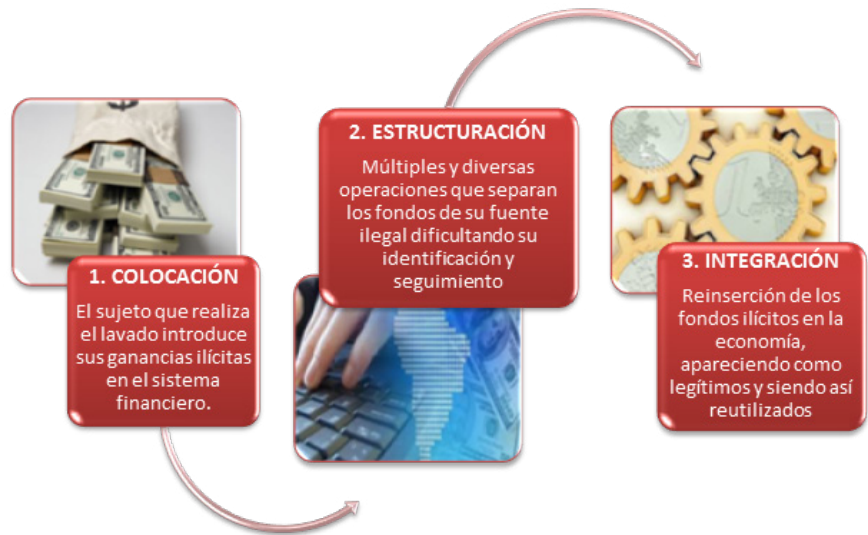 1. COLOCACIÓN
El sujeto que realiza
el lavado introduce
sus ganancias ilícitas
en el sistema
financiero.
2. ESTRUCTURACIÓN
Múltiples y diversas
operaciones que separan
los fondos de su fuente
ilegal dificultando su
identificación y
seguimiento
3. INTEGRACIÓN
Reinserción de los
fondos ilícitos en la
economía,
apareciendo como
legítimos y siendo así
reutilizados